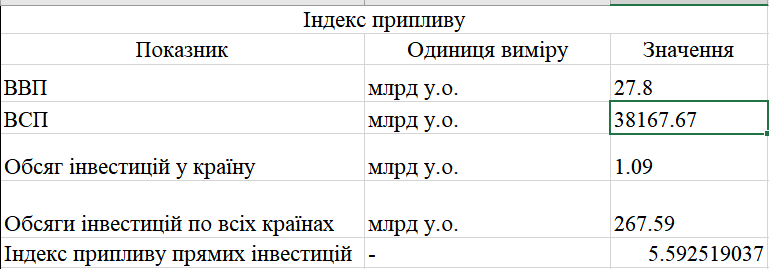 Індекс припливу
Показник Одиниця виміру Значення
ВВП млрд у.о. 27.8
ВСП млрд у.о. 38167.67
Обсяг інвестицій у країну млрд у.о. 1.09
Обсяги інвестицій по всіх країнах млрд у.о. 267.59
Індекс припливу прямих інвестицій - 5.592519037